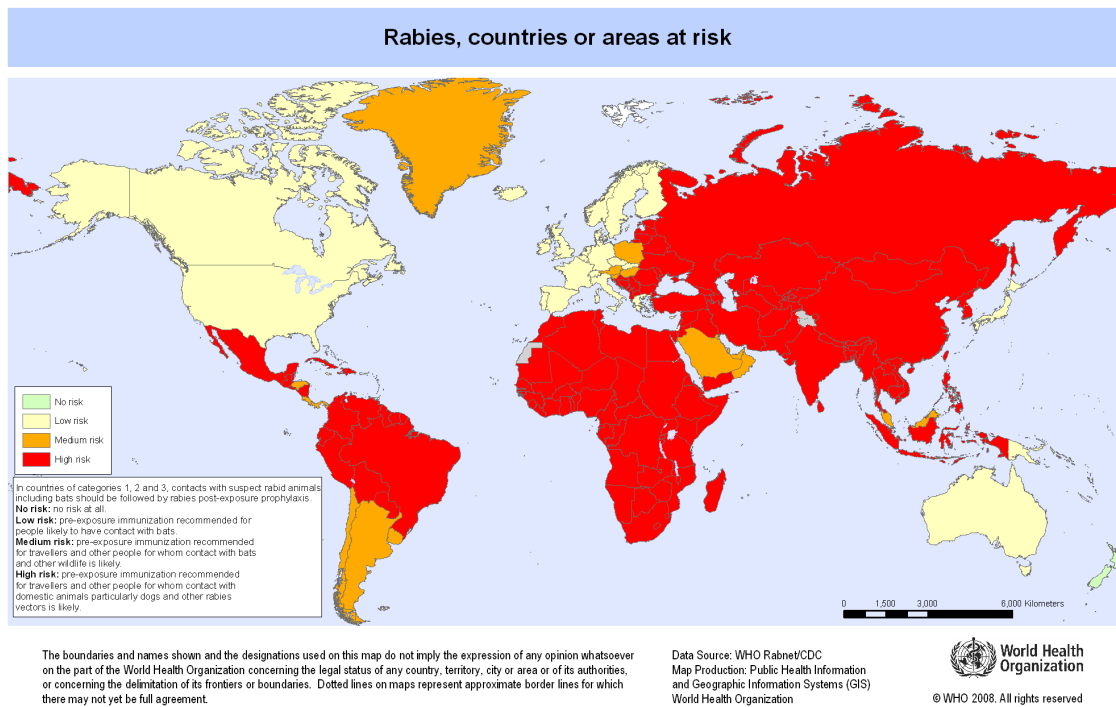 Rabies, countries or areas at risk
No risk
Low risk
Medium risk
High risk
In countries of categories 1, 2 and 3, contacts with suspect rabid animals
including bats should be followed by rabies post-exposure prophylaxis.
No risk: no risk at all.
Low risk: pre-exposure immunization recommended for
people likely to have contact with bats.
Medium risk: pre-exposure immunization recommended
for travellers and other people for whom contact with bats
and other wildlife is likely.
High risk: pre-exposure immunization recommended
for travellers and other people for whom contact with
domestic animals particularly dogs and other rabies
vectors is likely.
0 1,500 3,000 6,000 Kilometers
The boundaries and names shown and the designations used on this map do not imply the expression of any opinion whatsoever
on the part of the World Health Organization concerning the legal status of any country, territory, city or area or of its authorities,
or concerning the delimitation of its frontiers or boundaries. Dotted lines on maps represent approximate border lines for which
there may not yet be full agreement.
Data Source: WHO Rabnet/CDC
Map Production: Public Health Information
and Geographic Information Systems (GIS)
World Health Organization
World Health
Organization
© WHO 2008. All rights reserved